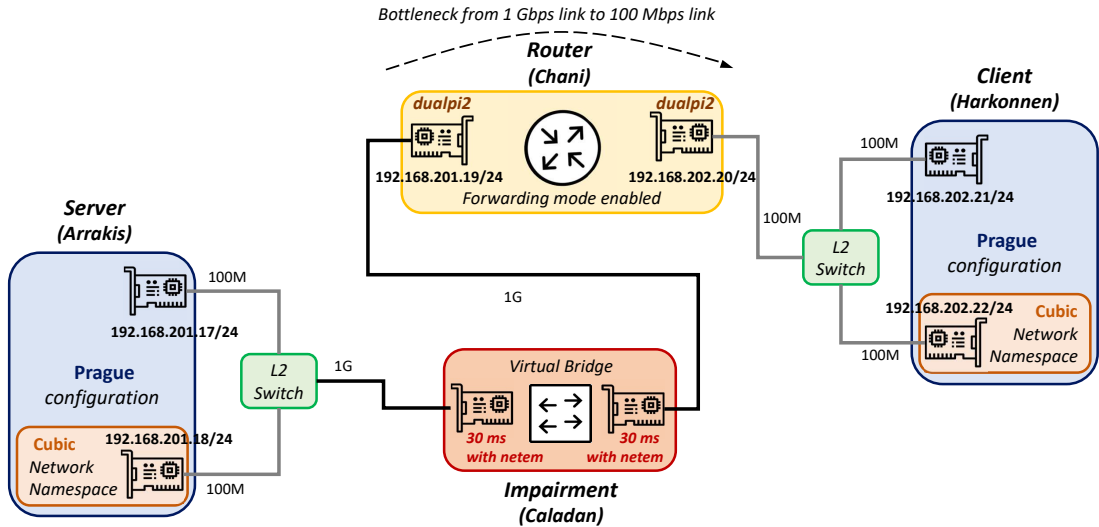 Bottleneck from 1 Gbps link to 100 Mbps link
Router
(Chani)
dualpi2
dualpi2
192.168.201.19/24
192.168.202.20/24
Forwarding mode enabled
Client
(Harkonnen)
100M
192.168.202.21/24
Prague
configuration
100M
L2
Switch
192.168.202.22/24
Cubic
Network
Namespace
100M
Server
(Arrakis)
100M
192.168.201.17/24
Prague
configuration
L2
Switch
1G
1G
192.168.201.18/24
Cubic
Network
Namespace
100M
Virtual Bridge
30 ms
with netem
30 ms
with netem
Impairment
(Caladan)